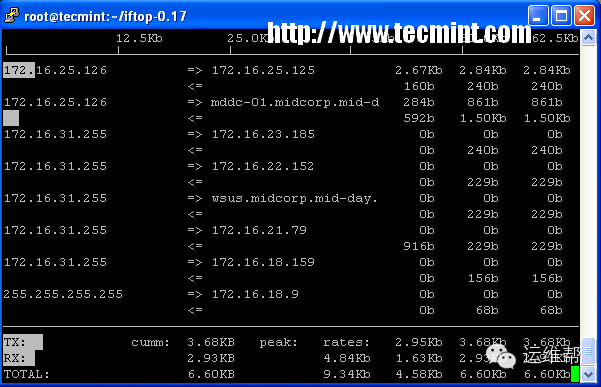 root@tecmint:~/iftop-0.17
http://www.tecmint.com
12.5Kb 25.0K 62.5Kb
172.16.25.126 => 172.16.25.125 2.67Kb 2.84Kb 2.84Kb
<= 160b 240b 240b
172.16.25.126 => mddc-01.midcorp.mid-d 284b 861b 861b
<= 592b 1.50Kb 1.50Kb
172.16.31.255 => 172.16.23.185 0b 0b 0b
<= 0b 240b 240b
172.16.31.255 => 172.16.22.152 0b 0b 0b
<= 0b 229b 229b
172.16.31.255 => wsus.midcorp.mid-day. 0b 0b 0b
<= 0b 229b 229b
172.16.31.255 => 172.16.21.79 0b 0b 0b
<= 916b 229b 229b
172.16.31.255 => 172.16.18.159 0b 0b 0b
<= 0b 156b 156b
255.255.255.255 => 172.16.18.9 0b 0b 0b
<= 0b 68b 68b
TX: cumm: 3.68KB peak: rates: 2.95Kb 3.68Kb 3.68Kb
RX: 2.93KB 4.84Kb 1.63Kb
TOTAL: 6.60KB 9.34Kb 4.58Kb 6.60Kb 6.60Kb
运维帮